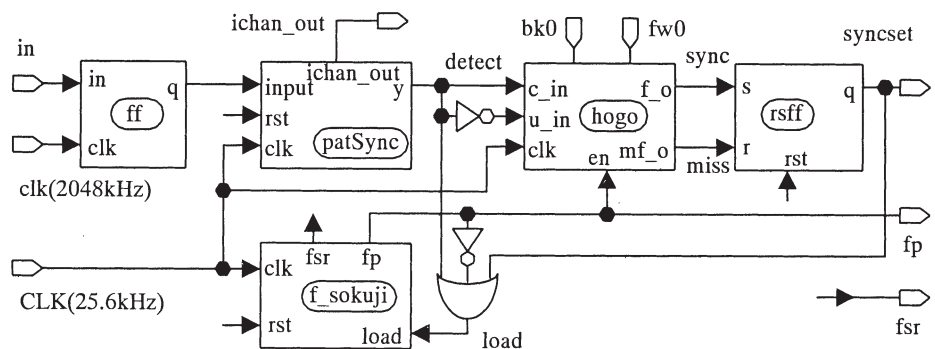 ichan_out
bk0
fw0
in
detect
sync
syncset
in
q
ff
clk
ichan_out
input
y
rst
clk
patSync
c_in
f_o
u_in
hogo
clk
mf_o
en
s
q
rsff
r
rst
miss
clk(2048kHz)
fp
fsr
fp
clk
f_sokuji
rst
load
CLK(25.6kHz)
load
fsr